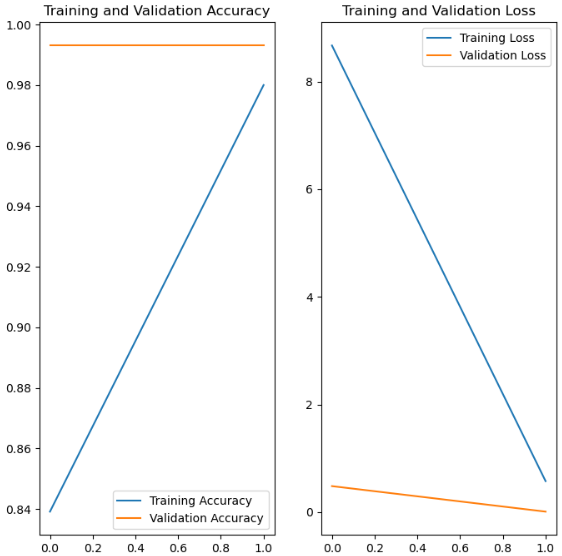 Training and Validation Accuracy
1.00
0.98
0.96
0.94
0.92
0.90
0.88
0.86
0.84
0.0 0.2 0.4 0.6 0.8 1.0
Training Accuracy
Validation Accuracy
Training and Validation Loss
8
6
4
2
0
0.0 0.2 0.4 0.6 0.8 1.0
Training Loss
Validation Loss